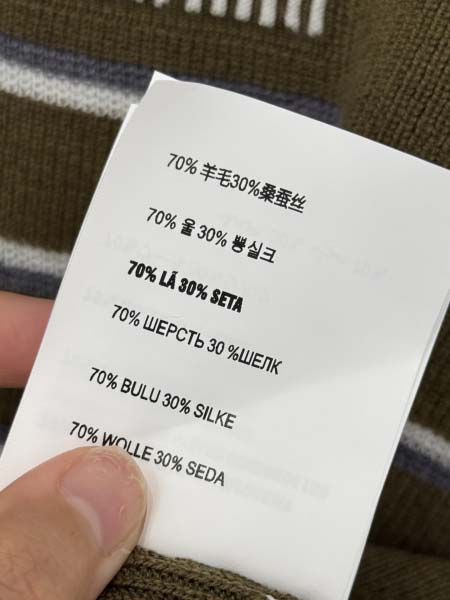 70% 羊毛30%桑蚕丝
70% 울 30% 뽕실크
70% LÃ 30% SETA
70% ШЕРСТЬ 30 %ШЕЛК
70% BULU 30% SILKE
70% WOLLE 30% SEDA